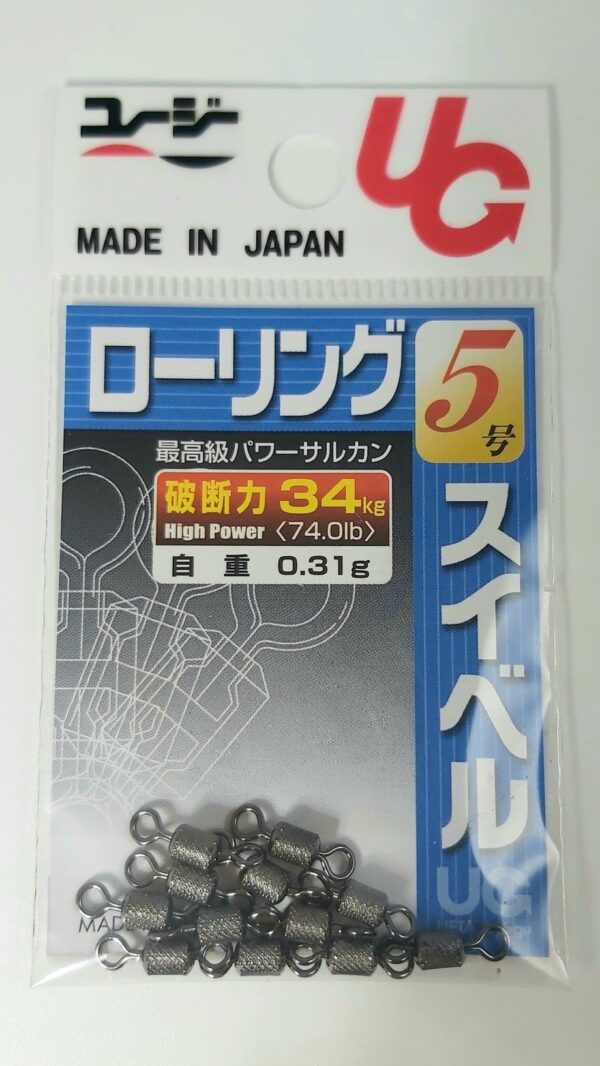 ユージー
UG
MADE IN JAPAN
ローリング
5号
スイベル
最高級パワーサルカン
破断力 34kg
High Power 〈74.0lb〉
自重 0.31g
UG
MAD